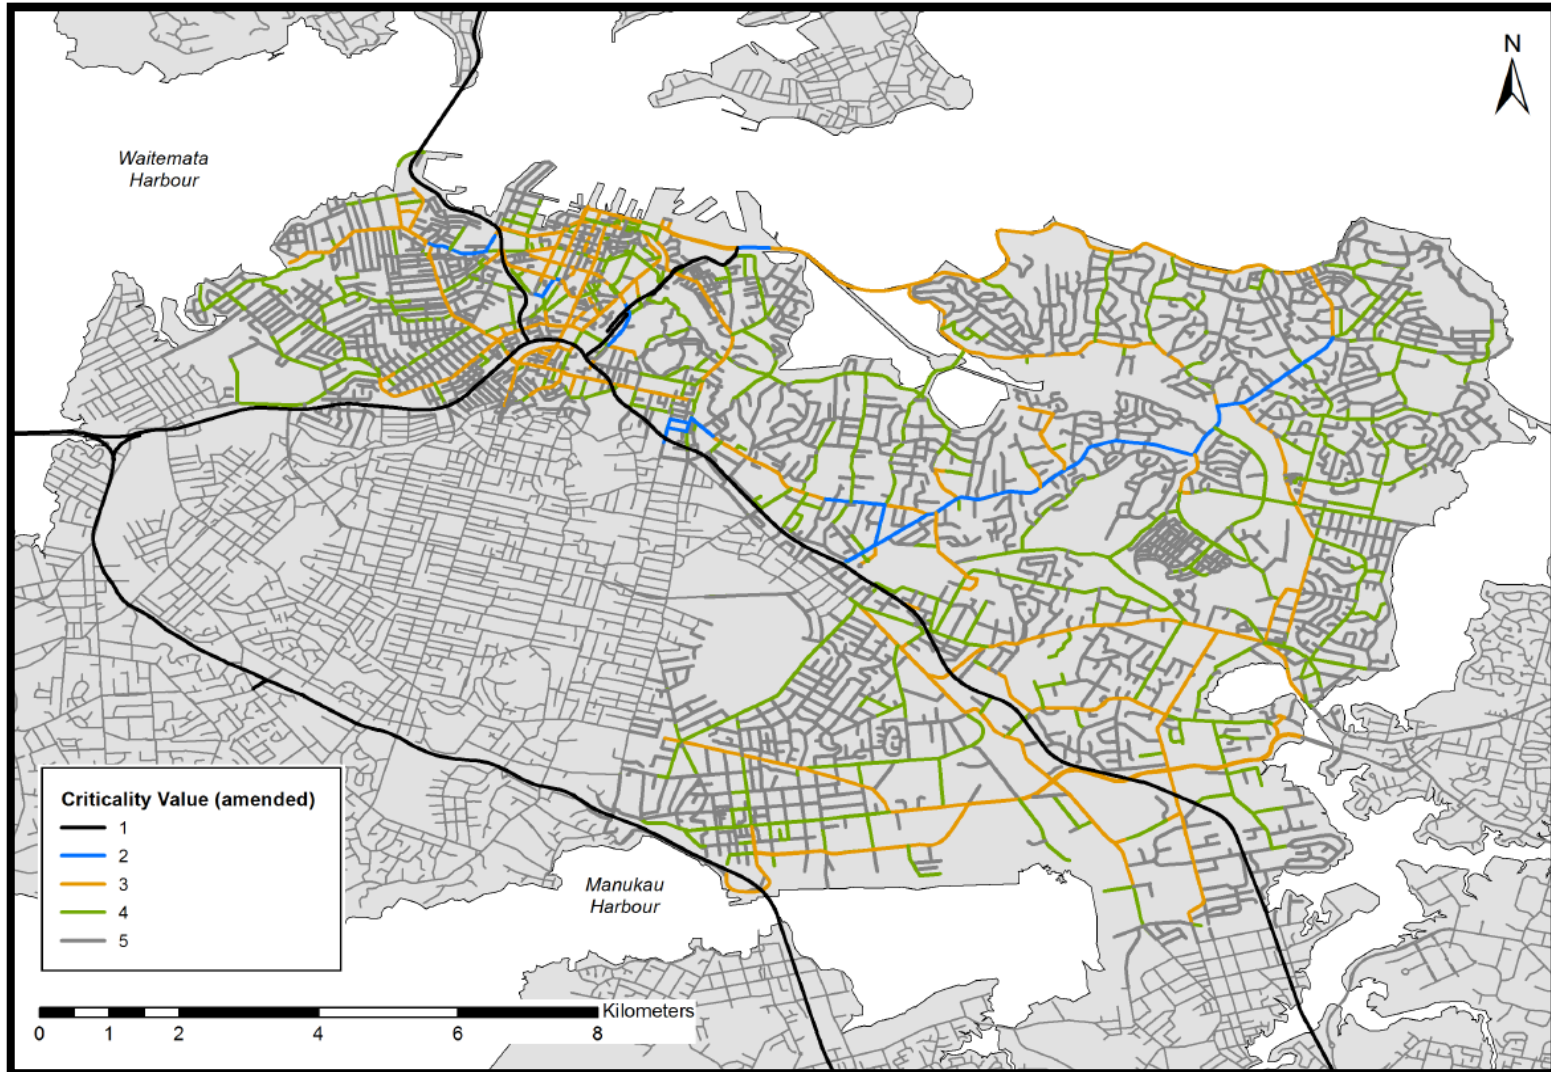 N
Waitemata
Harbour
Criticality Value (amended)
1
2
3
4
5
Manukau
Harbour
Kilometers
0 1 2 4 6 8